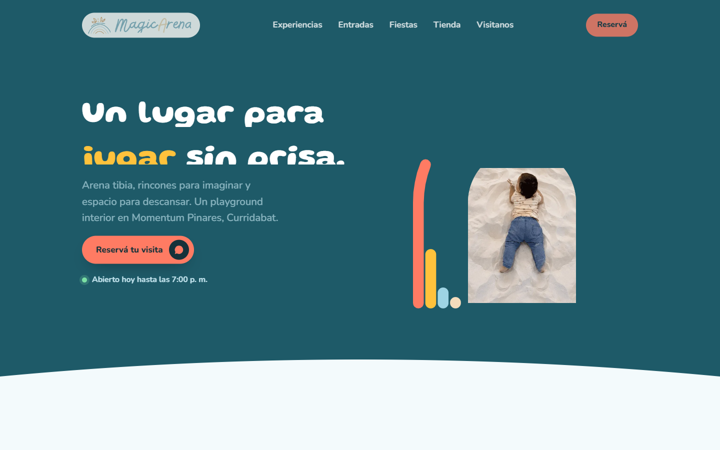 MagicArena
Experiencias
Entradas
Fiestas
Tienda
Visitanos
Reservá
Un lugar para
jugar sin prisa.
Arena tibia, rincones para imaginar y
espacio para descansar. Un playground
interior en Momentum Pinares, Curridabat.
Reservá tu visita
Abierto hoy hasta las 7:00 p. m.